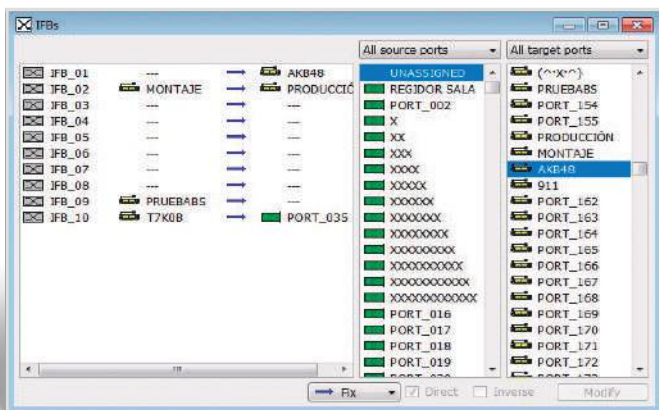 IFBs
All source ports All target ports
IFB_01 --- AKB48
IFB_02 MONTAJE PRODUCCIÓ
IFB_03 --- ---
IFB_04 --- ---
IFB_05 --- ---
IFB_06 --- ---
IFB_07 --- ---
IFB_08 --- ---
IFB_09 PRUEBABS ---
IFB_10 T7K0B PORT_035
UNASSIGNED
REGIDOR SALA
PORT_002
X
XX
XXX
XXXX
XXXXX
XXXXXX
XXXXXXX
XXXXXXXX
XXXXXXXXX
XXXXXXXXXX
XXXXXXXXXXX
XXXXXXXXXXXX
PORT_016
PORT_017
PORT_018
PORT_019
PRUEBABS
PORT_154
PORT_155
PRODUCCIÓN
MONTAJE
AKB48
911
PORT_162
PORT_163
PORT_164
PORT_165
PORT_166
PORT_167
PORT_168
PORT_169
PORT_170
PORT_171
PORT_172
Fix Direct Inverse Modify